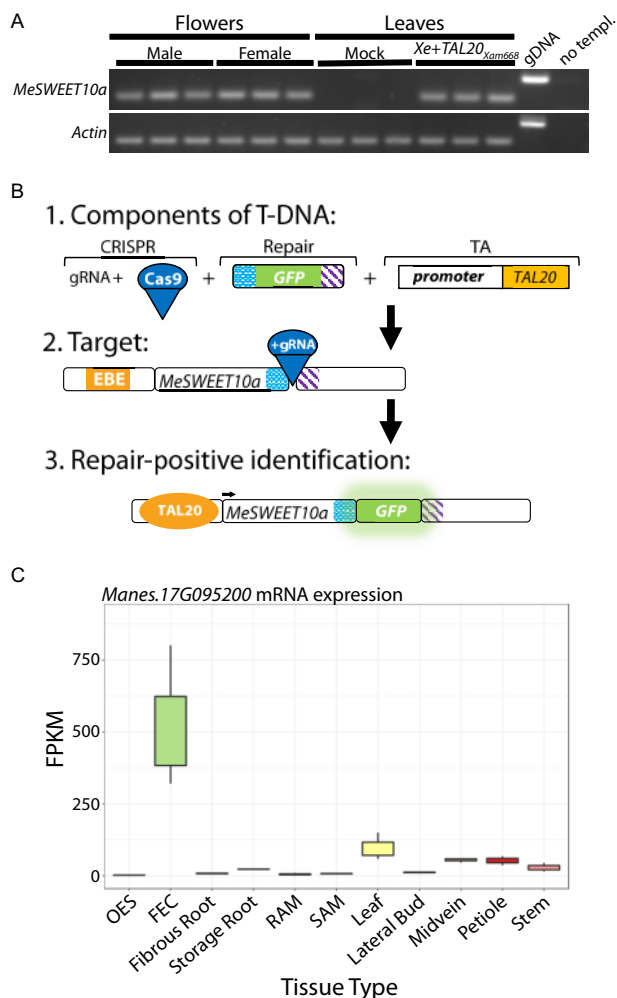 A
Flowers Leaves
Male Female Mock Xe+TAL20Xam668 gDNA no templ.
MeSWEET10a
Actin
B
1. Components of T-DNA:
CRISPR Repair TA
gRNA+ Cas9 + GFP + promoter TAL20
2. Target:
+gRNA
EBE MeSWEET10a
3. Repair-positive identification:
TAL20 MeSWEET10a GFP
C
Manes.17G095200 mRNA expression
750
500
250
0
FPKM
OES FEC Fibrous Root Storage Root RAM SAM Leaf Lateral Bud Midvein Petiole Stem
Tissue Type